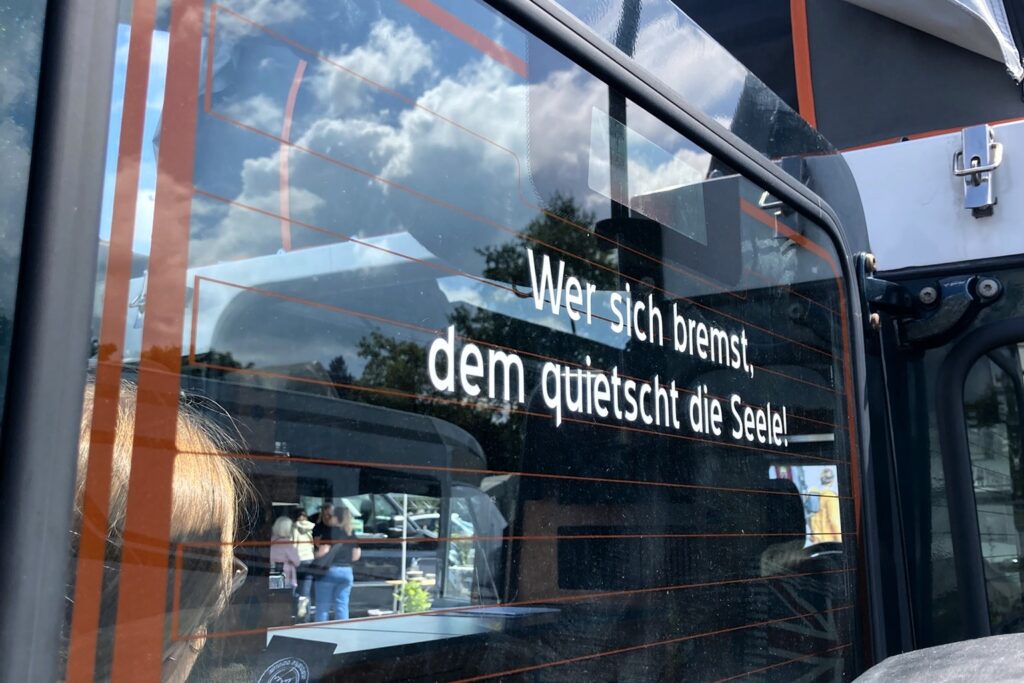 Wer sich bremst,
dem quietscht die Seele!